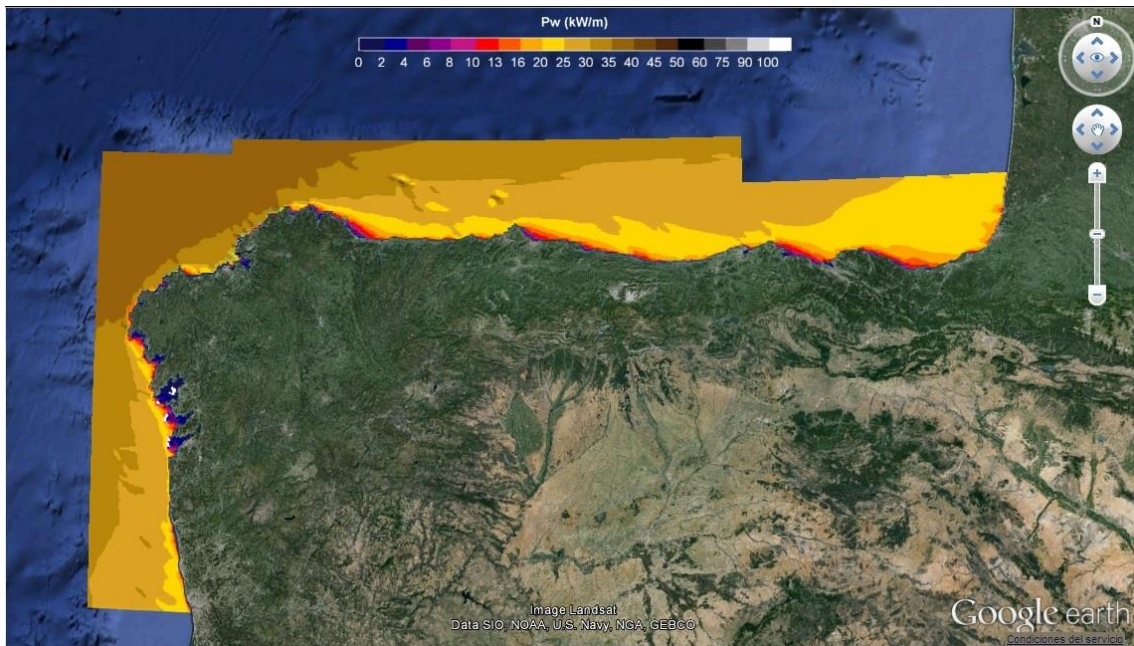 Pw (kW/m)
0 2 4 6 8 10 13 16 20 25 30 35 40 45 50 60 75 90 100
N
Image Landsat
Data SIO, NOAA, U.S. Navy, NGA, GEBCO
Google earth
Condiciones del servicio